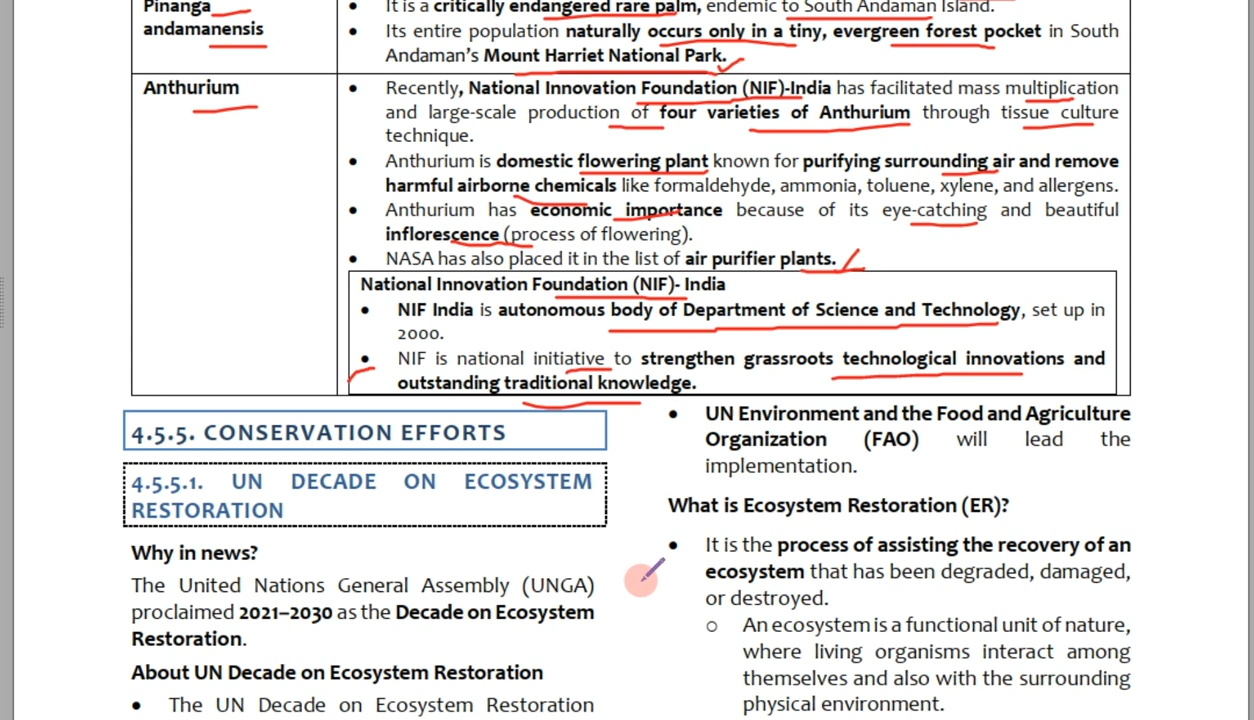 Pinanga
andamanensis
• It is a critically endangered rare palm, endemic to South Andaman Island.
• Its entire population naturally occurs only in a tiny, evergreen forest pocket in South
Andaman's Mount Harriet National Park.
Anthurium
• Recently, National Innovation Foundation (NIF)-India has facilitated mass multiplication
and large-scale production of four varieties of Anthurium through tissue culture
technique.
• Anthurium is domestic flowering plant known for purifying surrounding air and remove
harmful airborne chemicals like formaldehyde, ammonia, toluene, xylene, and allergens.
• Anthurium has economic importance because of its eye-catching and beautiful
inflorescence (process of flowering).
• NASA has also placed it in the list of air purifier plants.
National Innovation Foundation (NIF)- India
• NIF India is autonomous body of Department of Science and Technology, set up in
2000.
• NIF is national initiative to strengthen grassroots technological innovations and
outstanding traditional knowledge.
4.5.5. CONSERVATION EFFORTS
4.5.5.1. UN DECADE ON ECOSYSTEM
RESTORATION
Why in news?
The United Nations General Assembly (UNGA)
proclaimed 2021–2030 as the Decade on Ecosystem
Restoration.
About UN Decade on Ecosystem Restoration
• The UN Decade on Ecosystem Restoration
• UN Environment and the Food and Agriculture
Organization (FAO) will lead the
implementation.
What is Ecosystem Restoration (ER)?
• It is the process of assisting the recovery of an
ecosystem that has been degraded, damaged,
or destroyed.
o An ecosystem is a functional unit of nature,
where living organisms interact among
themselves and also with the surrounding
physical environment.